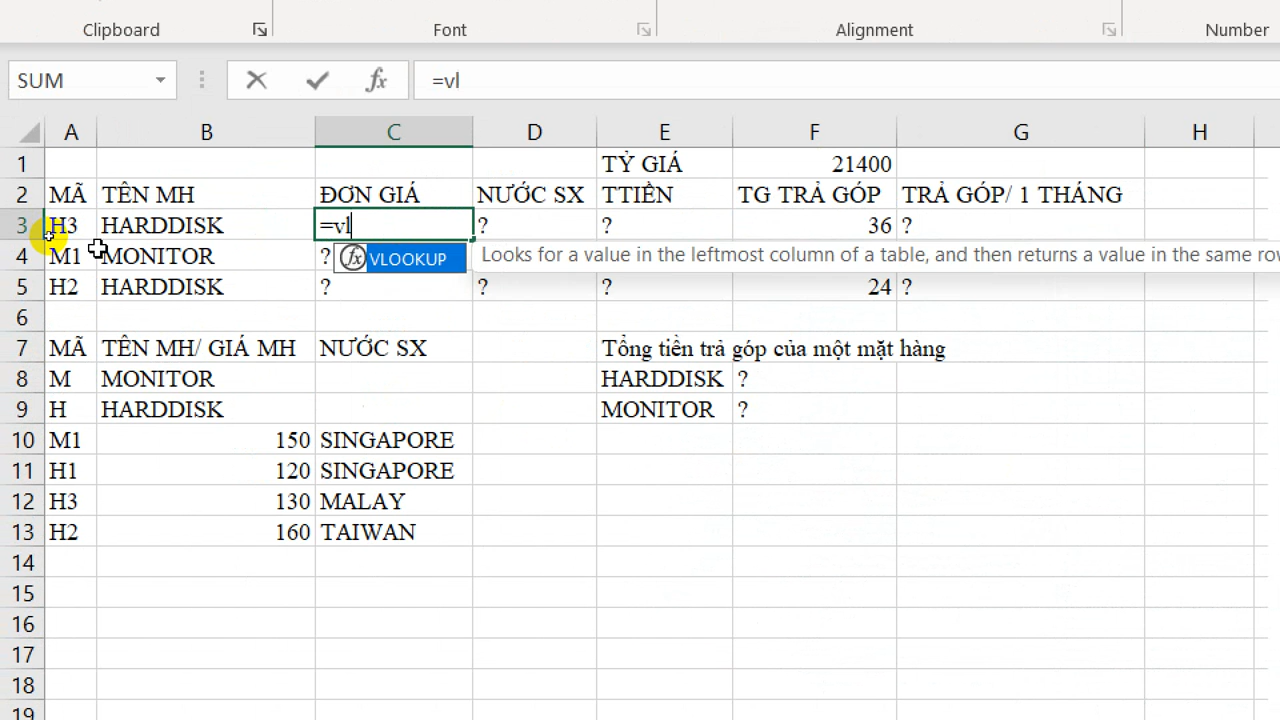 Clipboard Font Alignment Number
SUM =vl
A B C D E F G H
1 TỶ GIÁ 21400
2 MÃ TÊN MH ĐƠN GIÁ NƯỚC SX TTIỀN TG TRẢ GÓP TRẢ GÓP/ 1 THÁNG
3 H3 HARDDISK =vl ? ? 36 ?
4 M1 MONITOR ? VLOOKUP Looks for a value in the leftmost column of a table, and then returns a value in the same
5 H2 HARDDISK ? ? ? 24 ?
6
7 MÃ TÊN MH/ GIÁ MH NƯỚC SX Tổng tiền trả góp của một mặt hàng
8 M MONITOR HARDDISK ?
9 H HARDDISK MONITOR ?
10 M1 150 SINGAPORE
11 H1 120 SINGAPORE
12 H3 130 MALAY
13 H2 160 TAIWAN
14
15
16
17
18
19